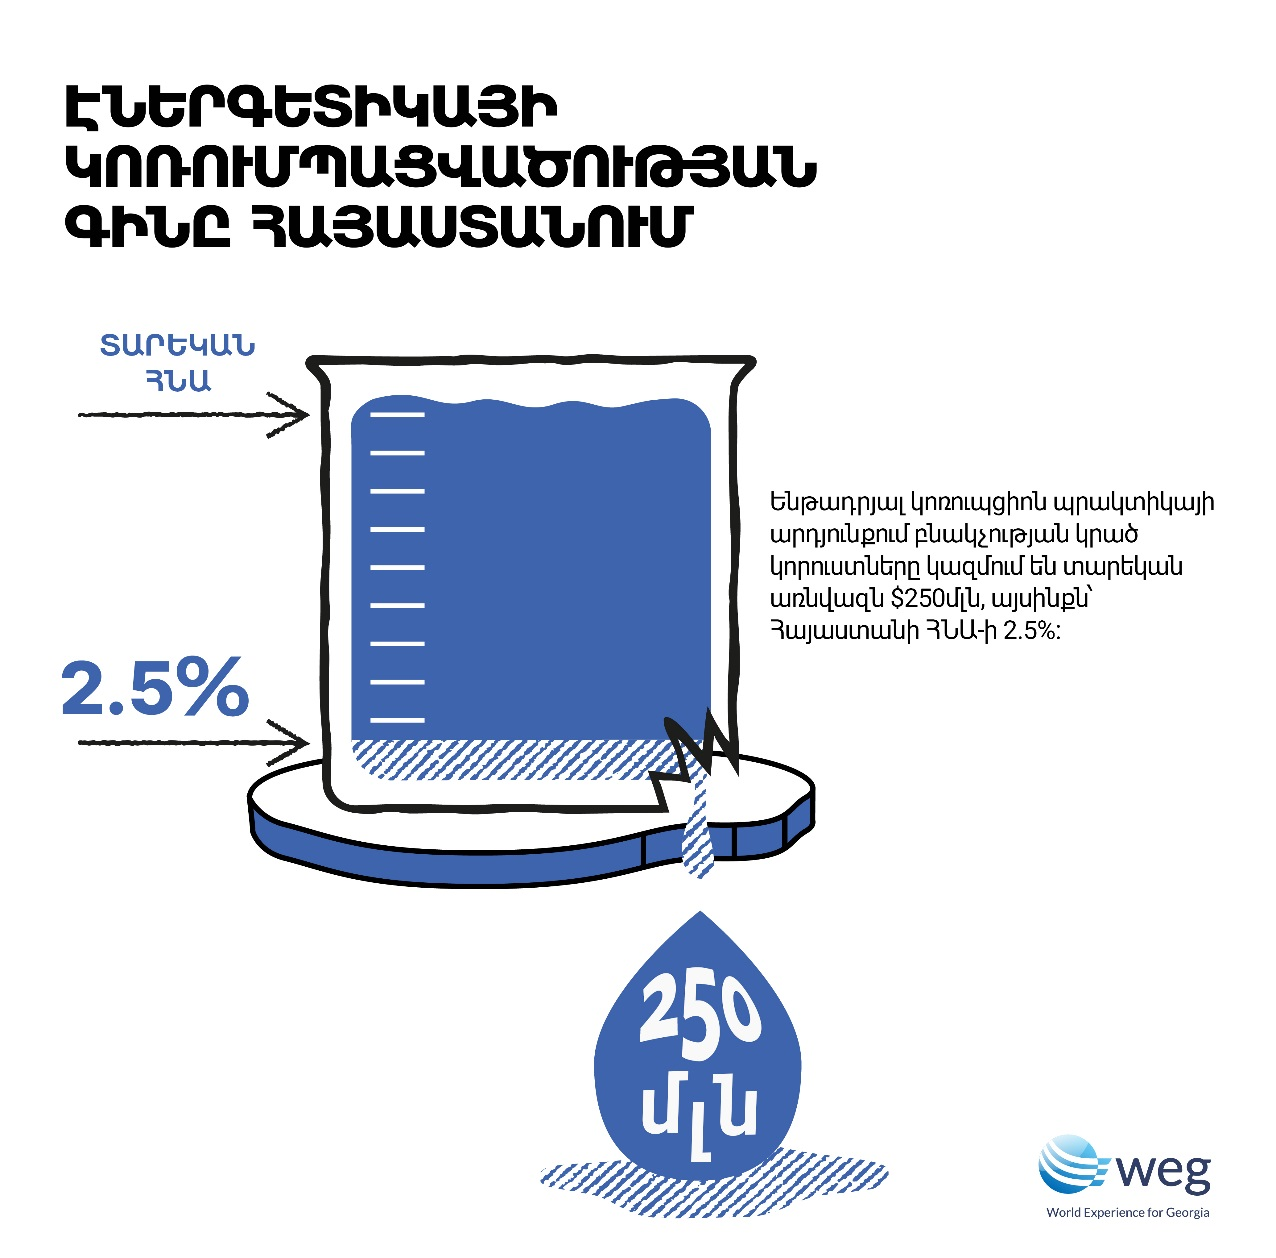 ԷՆԵՐԳԵՏԻԿԱՅԻ
ԿՈՌՈՒՄՊԱՑՎԱԾՈՒԹՅԱՆ
ԳԻՆԸ ՀԱՅԱՍՏԱՆՈՒՄ
ՏԱՐԵԿԱՆ
ՀՆԱ
2.5%
Ենթադրյալ կոռուպցիոն պրակտիկայի
արդյունքում բնակչության կրած
կորուստները կազմում են տարեկան
առնվազն $250մլն, այսինքն՝
Հայաստանի ՀՆԱ-ի 2.5%:
250
մլն
weg
World Experience for Georgia